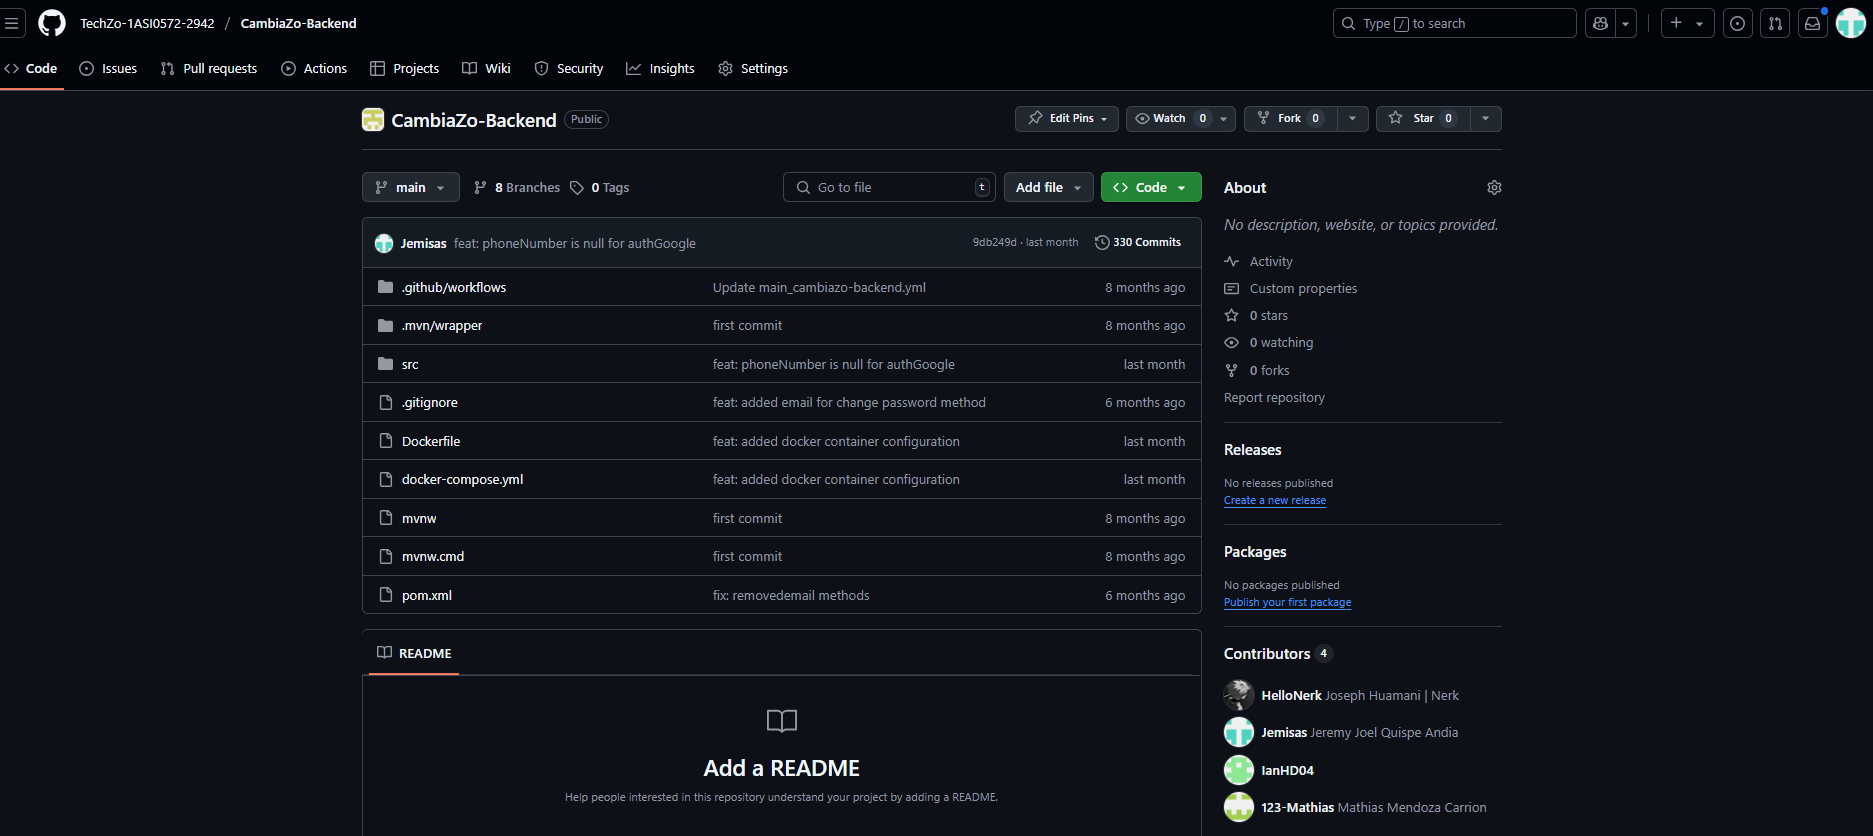 TechZo-1ASI0572-2942 / CambiaZo-Backend
Type / to search
Code Issues Pull requests Actions Projects Wiki Security Insights Settings
CambiaZo-Backend Public
Edit Pins Watch 0 Fork 0 Star 0
main 8 Branches 0 Tags
Go to file t Add file Code
Jemisas feat: phoneNumber is null for authGoogle 9db249d · last month 330 Commits
.github/workflows Update main_cambiazo-backend.yml 8 months ago
.mvn/wrapper first commit 8 months ago
src feat: phoneNumber is null for authGoogle last month
.gitignore feat: added email for change password method 6 months ago
Dockerfile feat: added docker container configuration last month
docker-compose.yml feat: added docker container configuration last month
mvnw first commit 8 months ago
mvnw.cmd first commit 8 months ago
pom.xml fix: removedemail methods 6 months ago
README
Add a README
Help people interested in this repository understand your project by adding a README.
About
No description, website, or topics provided.
Activity
Custom properties
0 stars
0 watching
0 forks
Report repository
Releases
No releases published
Create a new release
Packages
No packages published
Publish your first package
Contributors 4
HelloNerk Joseph Huamani | Nerk
Jemisas Jeremy Joel Quispe Andia
IanHD04
123-Mathias Mathias Mendoza Carrion